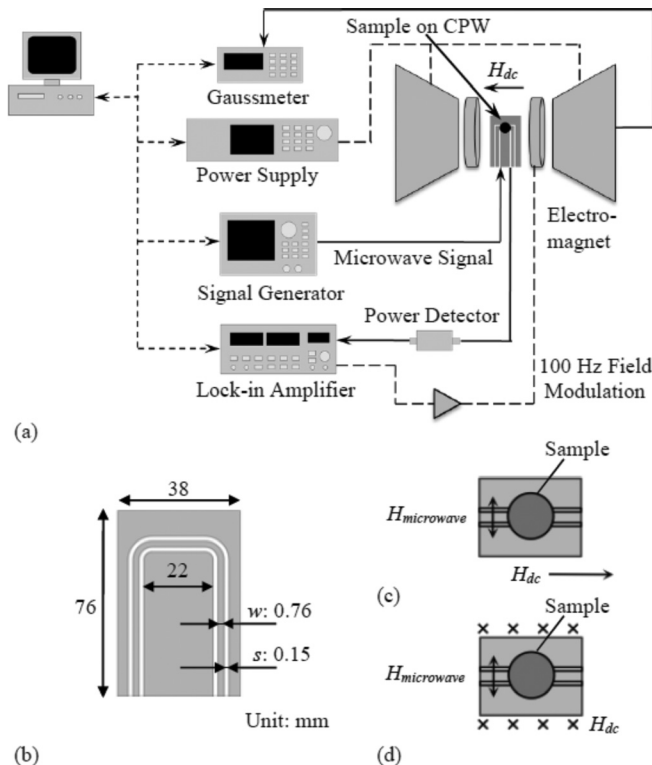 Sample on CPW
H_dc
Gaussmeter
Power Supply
Electro-
magnet
Microwave Signal
Signal Generator
Power Detector
Lock-in Amplifier
100 Hz Field
Modulation
(a)
38
22
76
w: 0.76
s: 0.15
Unit: mm
(b)
Sample
H_microwave
H_dc
(c)
Sample
H_microwave
H_dc
(d)